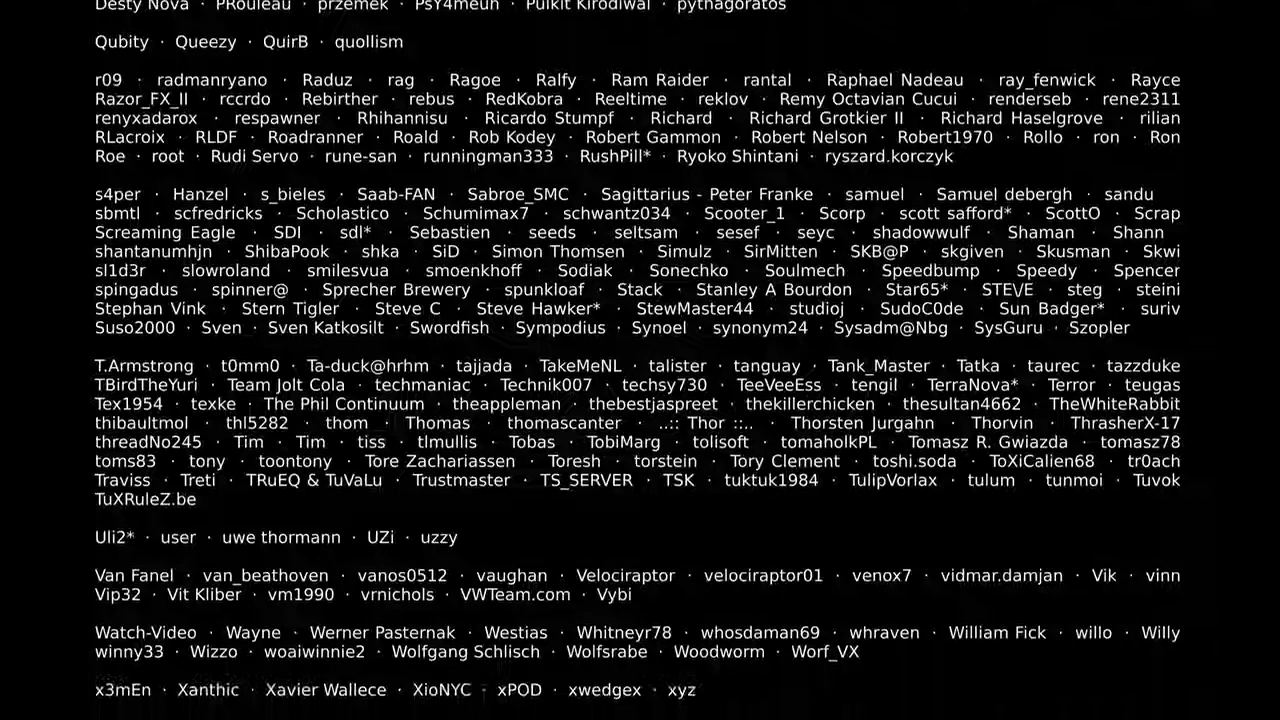 Desty Nova · PRouleau · przemek · PsY4meun · Pulkit Kirodiwal · pythagoratos
Qubity · Queezy · QuirB · quollism
r09 · radmanryano · Raduz · rag · Ragoe · Ralfy · Ram Raider · rantal · Raphael Nadeau · ray_fenwick · Rayce
Razor_FX_II · rccrdo · Rebirther · rebus · RedKobra · Reeltime · reklov · Remy Octavian Cucui · renderseb · rene2311
renyxadarox · respawner · Rhihannisu · Ricardo Stumpf · Richard · Richard Grotkier II · Richard Haselgrove · rilian
RLacroix · RLDF · Roadranner · Roald · Rob Kodey · Robert Gammon · Robert Nelson · Robert1970 · Rollo · ron · Ron
Roe · root · Rudi Servo · rune-san · runningman333 · RushPill* · Ryoko Shintani · ryszard.korczyk
s4per · Hanzel · s_bieles · Saab-FAN · Sabroe_SMC · Sagittarius - Peter Franke · samuel · Samuel debergh · sandu
sbmtl · scfredricks · Scholastico · Schumimax7 · schwantz034 · Scooter_1 · Scorp · scott safford* · ScottO · Scrap
Screaming Eagle · SDI · sdl* · Sebastien · seeds · seltsam · sesef · seyc · shadowwulf · Shaman · Shann
shantanumhjn · ShibaPook · shka · SiD · Simon Thomsen · Simulz · SirMitten · SKB@P · skgiven · Skusman · Skwi
sl1d3r · slowroland · smilesvua · smoenkhoff · Sodiak · Sonechko · Soulmech · Speedbump · Speedy · Spencer
spingadus · spinner@ · Sprecher Brewery · spunkloaf · Stack · Stanley A Bourdon · Star65* · STE\/E · steg · steini
Stephan Vink · Stern Tigler · Steve C · Steve Hawker* · StewMaster44 · studioj · SudoC0de · Sun Badger* · suriv
Suso2000 · Sven · Sven Katkosilt · Swordfish · Sympodius · Synoel · synonym24 · Sysadm@Nbg · SysGuru · Szopler
T.Armstrong · t0mm0 · Ta-duck@hrhm · tajjada · TakeMeNL · talister · tanguay · Tank_Master · Tatka · taurec · tazzduke
TBirdTheYuri · Team Jolt Cola · techmaniac · Technik007 · techsy730 · TeeVeeEss · tengil · TerraNova* · Terror · teugas
Tex1954 · texke · The Phil Continuum · theappleman · thebestjaspreet · thekillerchicken · thesultan4662 · TheWhiteRabbit
thibaultmol · thl5282 · thom · Thomas · thomascanter · ..:: Thor ::.. · Thorsten Jurgahn · Thorvin · ThrasherX-17
threadNo245 · Tim · Tim · tiss · tlmullis · Tobas · TobiMarg · tolisoft · tomaholkPL · Tomasz R. Gwiazda · tomasz78
toms83 · tony · toontony · Tore Zachariassen · Toresh · torstein · Tory Clement · toshi.soda · ToXiCalien68 · tr0ach
Traviss · Treti · TRuEQ & TuVaLu · Trustmaster · TS_SERVER · TSK · tuktuk1984 · TulipVorlax · tulum · tunmoi · Tuvok
TuXRuleZ.be
Uli2* · user · uwe thormann · UZi · uzzy
Van Fanel · van_beathoven · vanos0512 · vaughan · Velociraptor · velociraptor01 · venox7 · vidmar.damjan · Vik · vinn
Vip32 · Vit Kliber · vm1990 · vrnichols · VWTeam.com · Vybi
Watch-Video · Wayne · Werner Pasternak · Westias · Whitneyr78 · whosdaman69 · whraven · William Fick · willo · Willy
winny33 · Wizzo · woaiwinnie2 · Wolfgang Schlisch · Wolfsrabe · Woodworm · Worf_VX
x3mEn · Xanthic · Xavier Wallece · XioNYC · xPOD · xwedgex · xyz